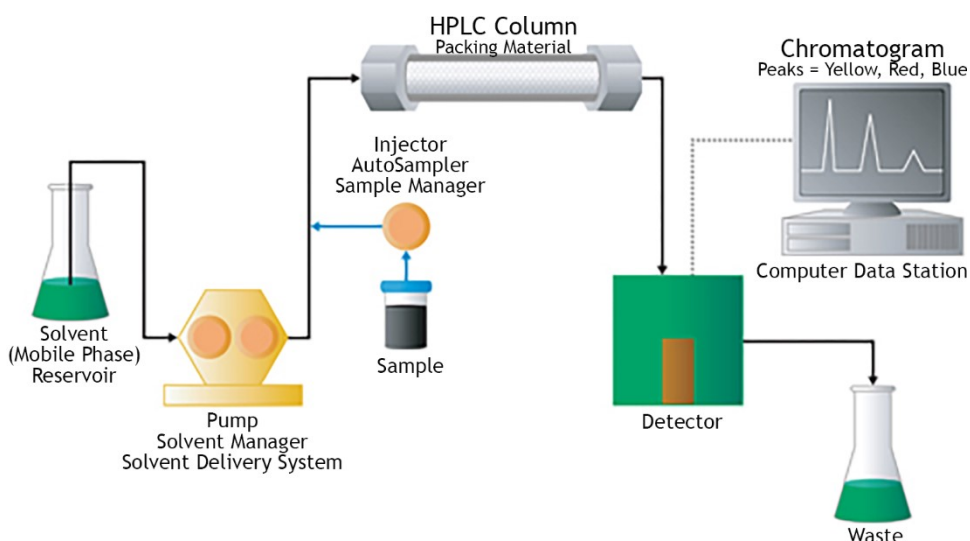 HPLC Column
Packing Material
Chromatogram
Peaks = Yellow, Red, Blue
Injector
AutoSampler
Sample Manager
Computer Data Station
Solvent
(Mobile Phase)
Reservoir
Sample
Pump
Solvent Manager
Solvent Delivery System
Detector
Waste